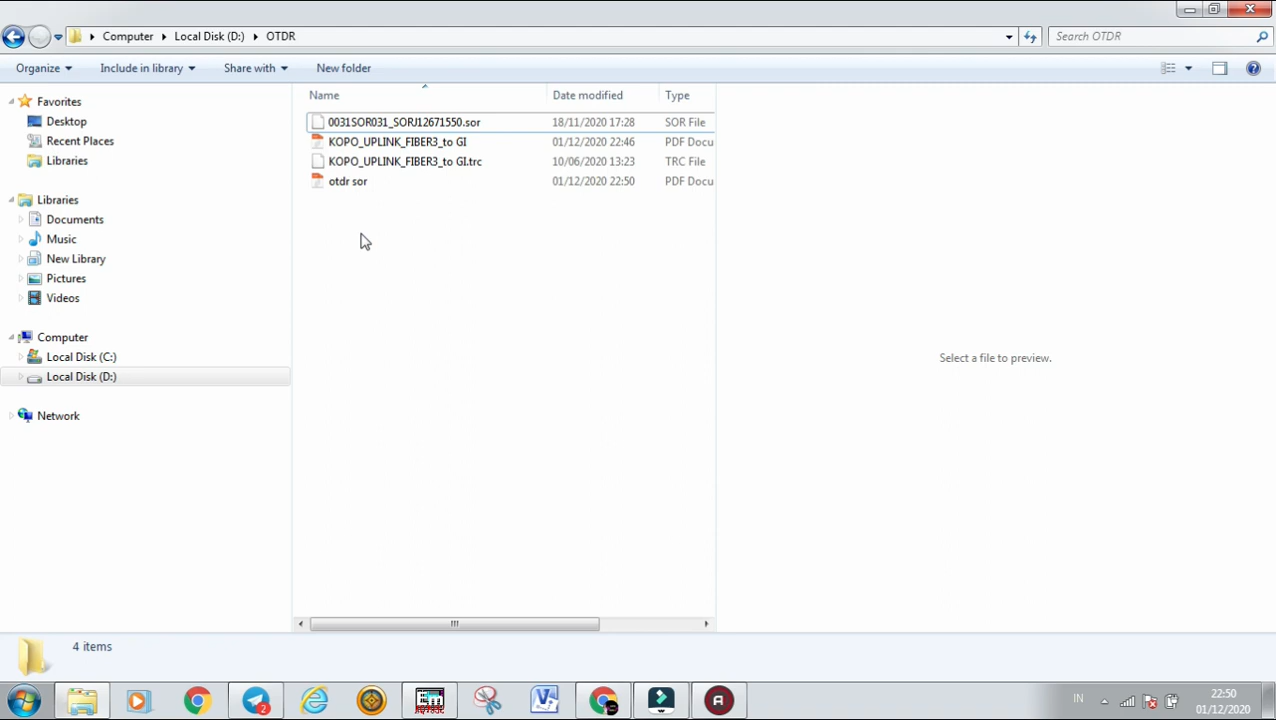 Computer Local Disk (D:) OTDR Search OTDR
Organize Include in library Share with New folder
Favorites
Desktop
Recent Places
Libraries
Libraries
Documents
Music
New Library
Pictures
Videos
Computer
Local Disk (C:)
Local Disk (D:)
Network
Name Date modified Type
0031SOR031_SORJ12671550.sor 18/11/2020 17:28 SOR File
KOPO_UPLINK_FIBER3_to GI 01/12/2020 22:46 PDF Docu
KOPO_UPLINK_FIBER3_to GI.trc 10/06/2020 13:23 TRC File
otdr sor 01/12/2020 22:50 PDF Docu
Select a file to preview.
4 items
2
A
IN
22:50
01/12/2020